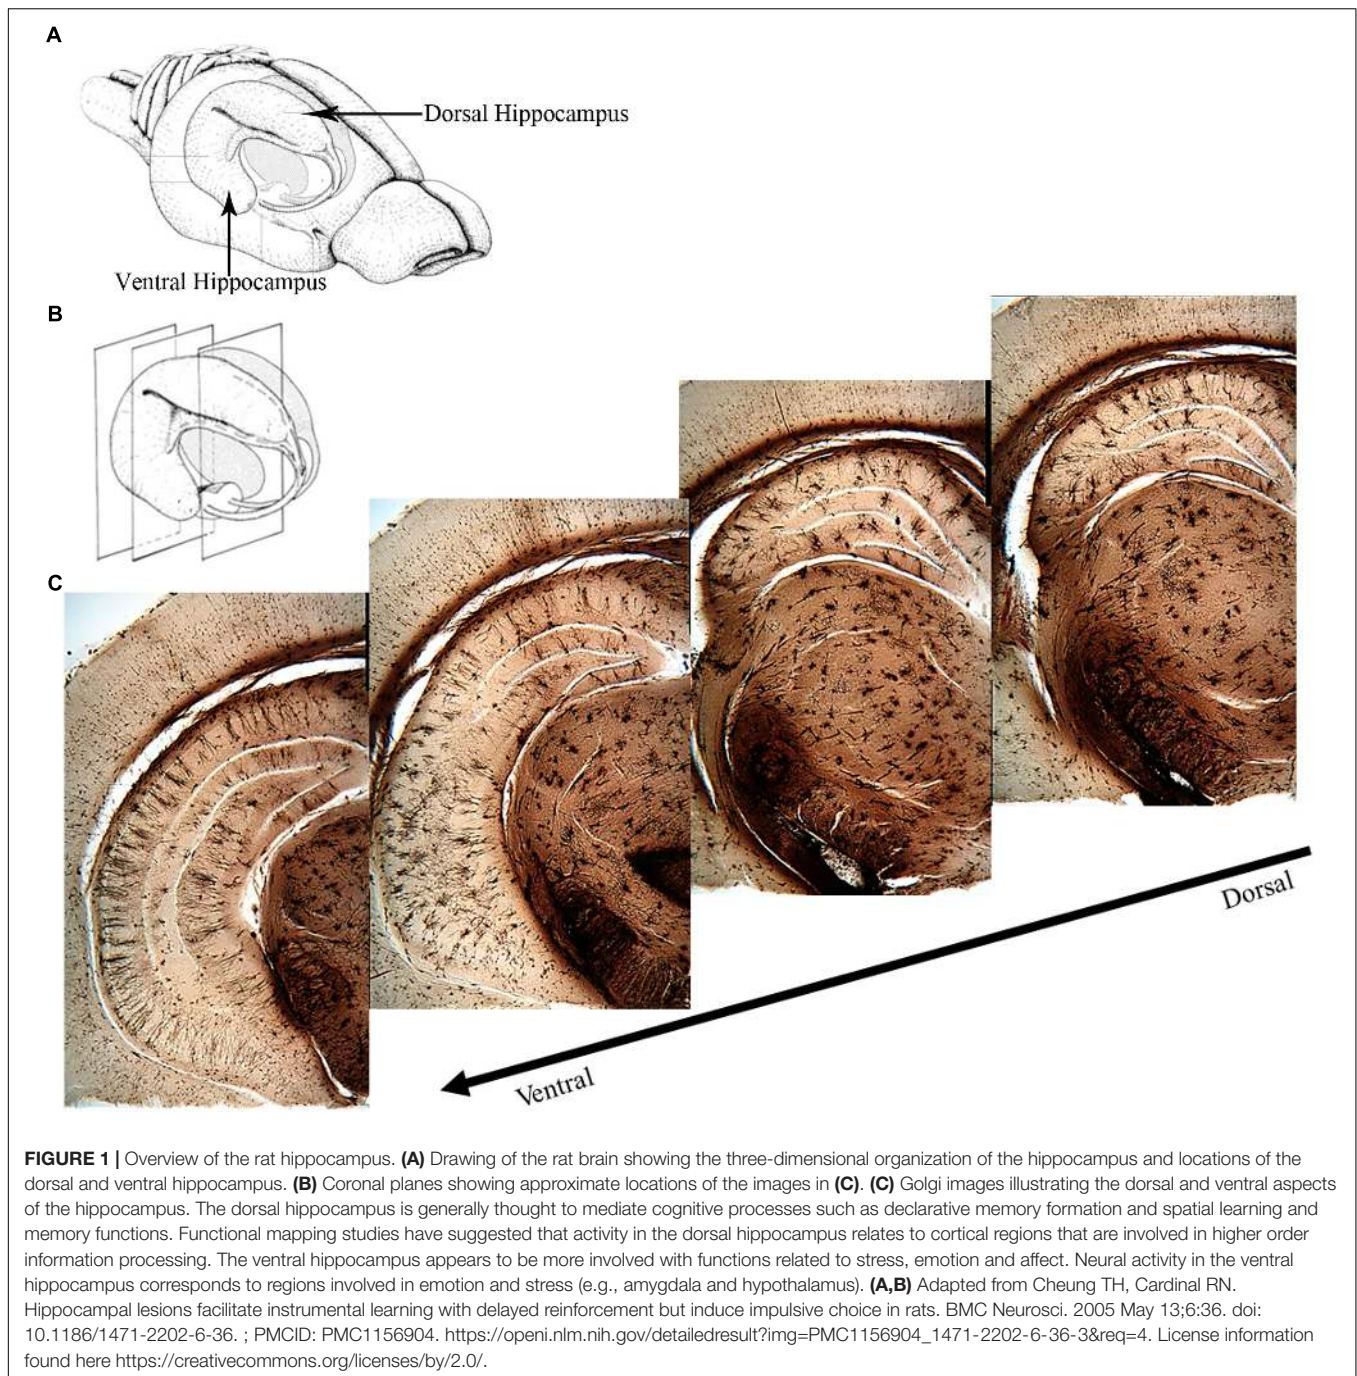 A
Dorsal Hippocampus
Ventral Hippocampus
B
C
Dorsal
Ventral
FIGURE 1 | Overview of the rat hippocampus. (A) Drawing of the rat brain showing the three-dimensional organization of the hippocampus and locations of the
dorsal and ventral hippocampus. (B) Coronal planes showing approximate locations of the images in (C). (C) Golgi images illustrating the dorsal and ventral aspects
of the hippocampus. The dorsal hippocampus is generally thought to mediate cognitive processes such as declarative memory formation and spatial learning and
memory functions. Functional mapping studies have suggested that activity in the dorsal hippocampus relates to cortical regions that are involved in higher order
information processing. The ventral hippocampus appears to be more involved with functions related to stress, emotion and affect. Neural activity in the ventral
hippocampus corresponds to regions involved in emotion and stress (e.g., amygdala and hypothalamus). (A,B) Adapted from Cheung TH, Cardinal RN.
Hippocampal lesions facilitate instrumental learning with delayed reinforcement but induce impulsive choice in rats. BMC Neurosci. 2005 May 13;6:36. doi:
10.1186/1471-2202-6-36. ; PMCID: PMC1156904. https://openi.nlm.nih.gov/detailedresult?img=PMC1156904_1471-2202-6-36-3&req=4. License information
found here https://creativecommons.org/licenses/by/2.0/.